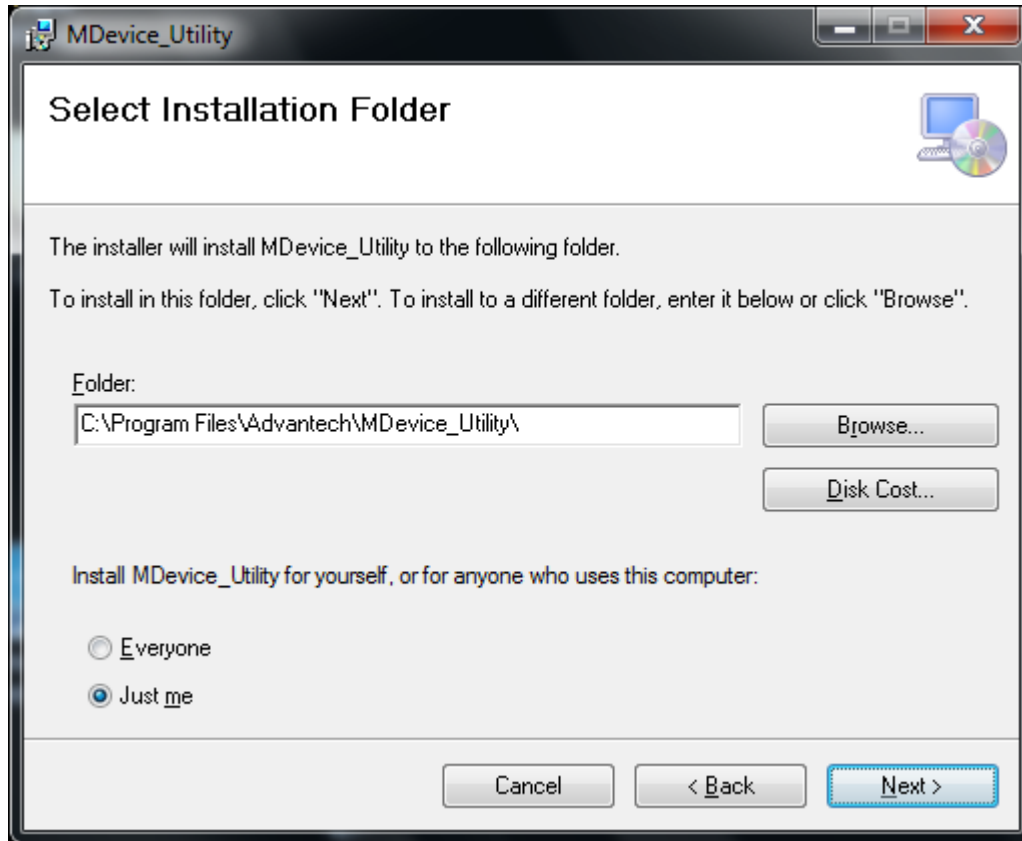 MDevice_Utility
Select Installation Folder
The installer will install MDevice_Utility to the following folder.
To install in this folder, click "Next". To install to a different folder, enter it below or click "Browse".
Folder:
C:\Program Files\Advantech\MDevice_Utility\
Browse...
Disk Cost...
Install MDevice_Utility for yourself, or for anyone who uses this computer:
Everyone
Just me
Cancel
< Back
Next >